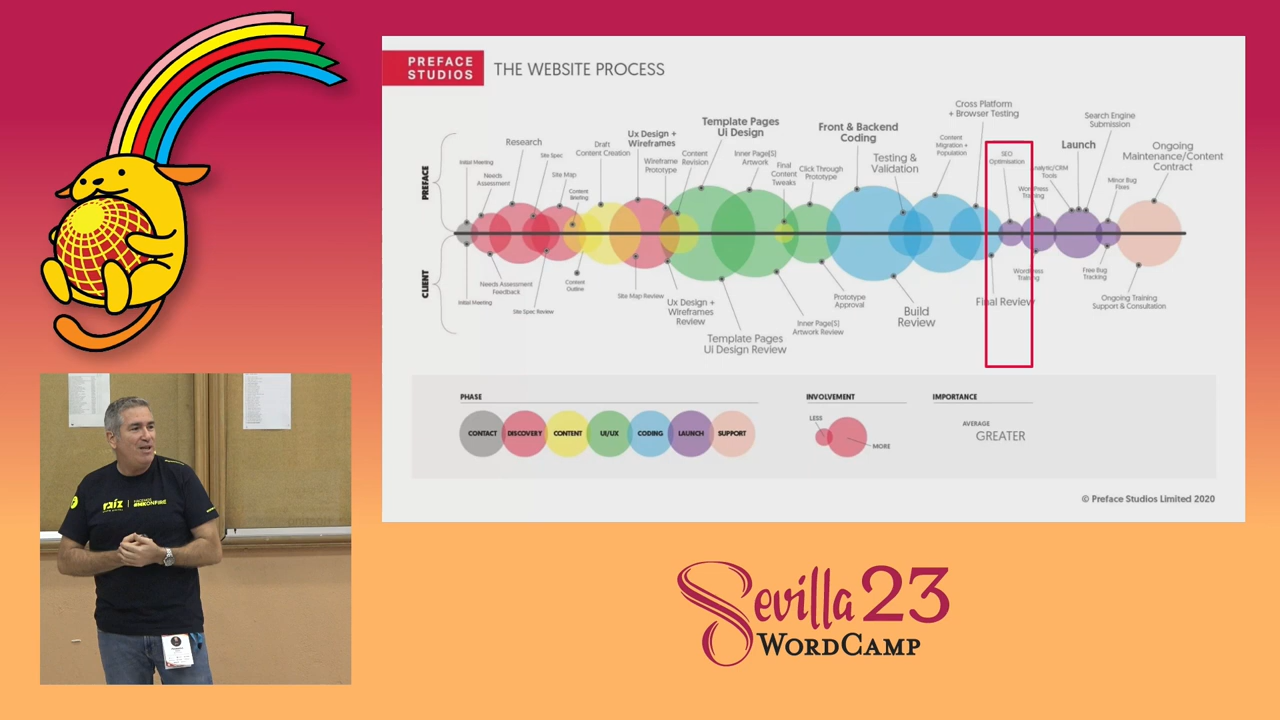 PREFACE
STUDIOS
THE WEBSITE PROCESS
PREFACE
CLIENT
Initial Meeting
Needs
Assessment
Research
Site Spec
Site Map
Content
Briefing
Draft
Content Creation
Ux Design +
Wireframes
Wireframe
Prototype
Content
Revision
Template Pages
Ui Design
Inner Page(S)
Artwork
Final
Content
Tweaks
Click Through
Prototype
Front & Backend
Coding
Testing &
Validation
Content
Migration +
Population
Cross Platform
+ Browser Testing
SEO
Optimisation
Analytic/CRM
Tools
WordPress
Training
Launch
Search Engine
Submission
Minor Bug
Fixes
Ongoing
Maintenance/Content
Contract
Initial Meeting
Needs Assessment
Feedback
Site Spec Review
Content
Outline
Site Map Review
Ux Design +
Wireframes
Review
Template Pages
Ui Design Review
Inner Page(S)
Artwork Review
Prototype
Approval
Build
Review
Final Review
WordPress
Training
Free Bug
Tracking
Ongoing Training
Support & Consultation
PHASE
CONTACT
DISCOVERY
CONTENT
UI/UX
CODING
LAUNCH
SUPPORT
INVOLVEMENT
LESS
MORE
IMPORTANCE
AVERAGE
GREATER
© Preface Studios Limited 2020
raíz
#MKONFIRE
Sevilla 23
WORDCAMP